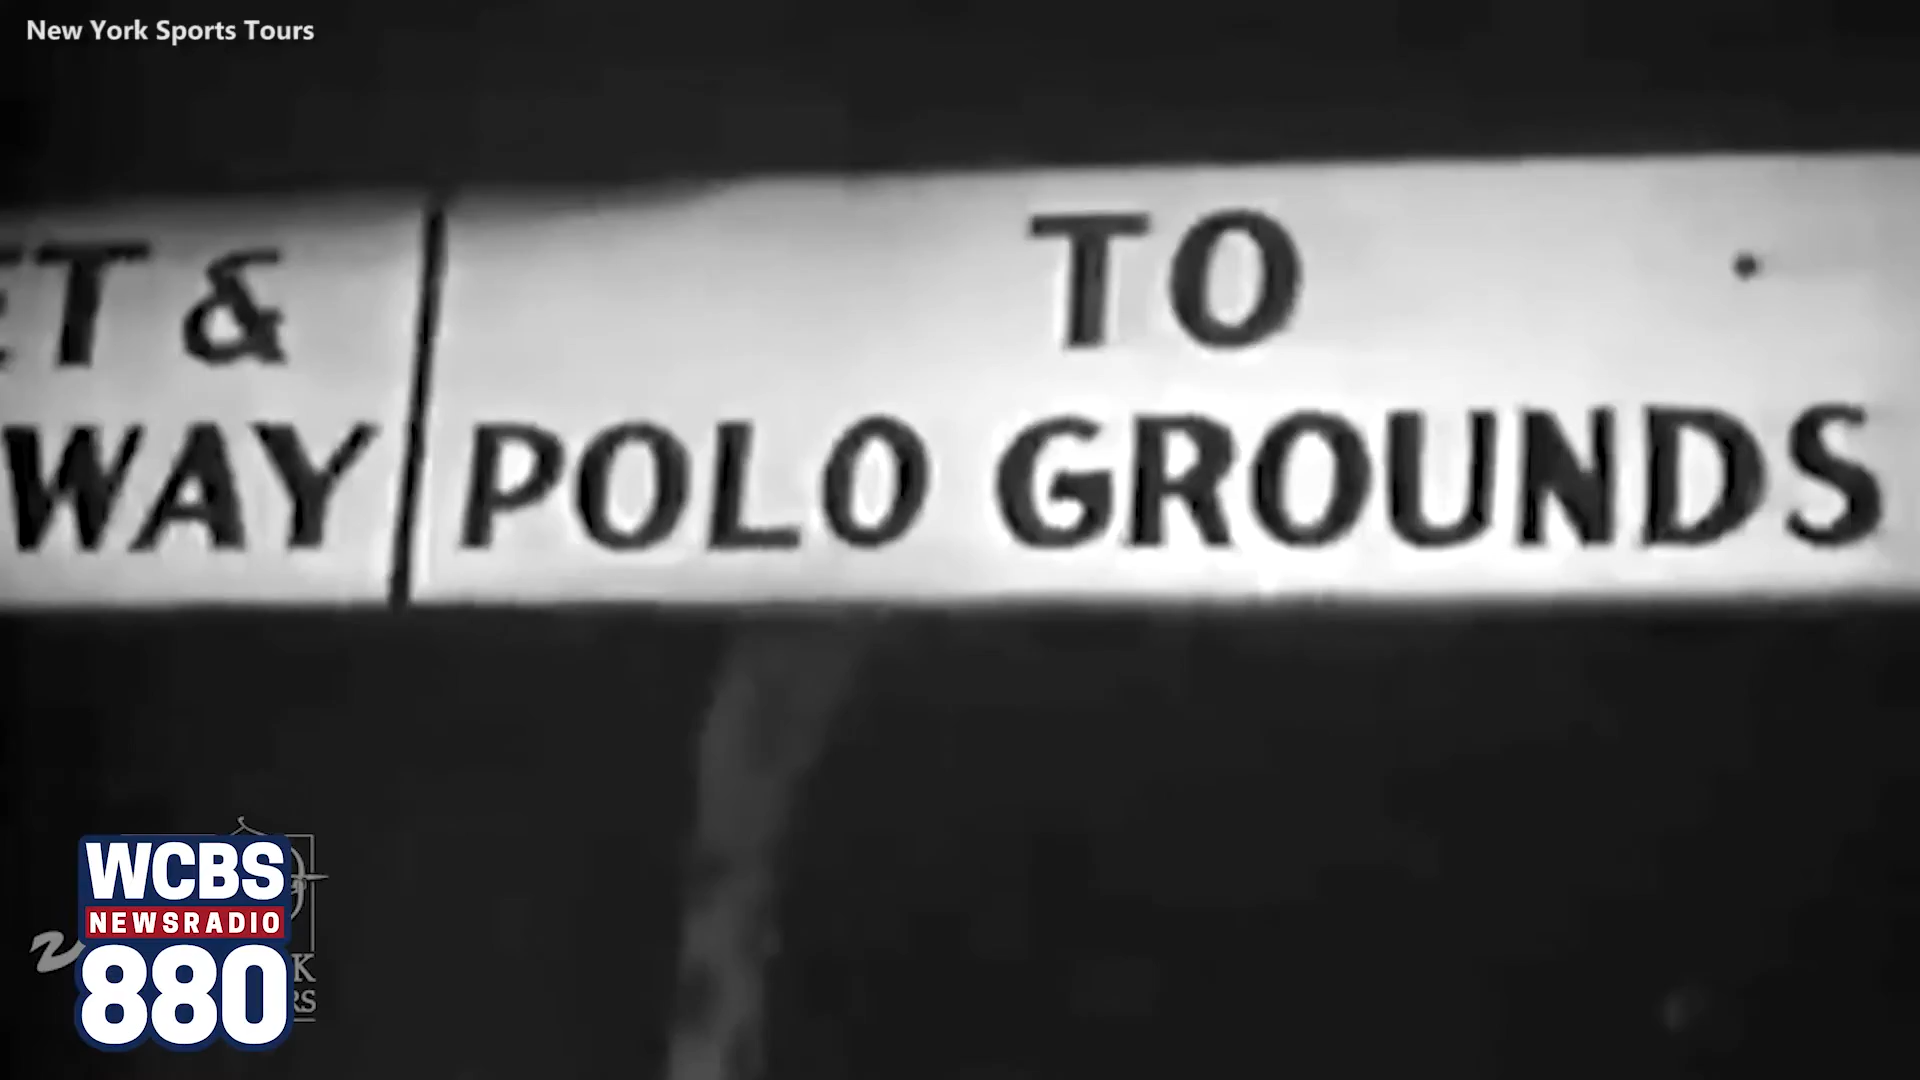 New York Sports Tours
ET &
WAY
TO
POLO GROUNDS
WCBS
NEWSRADIO
880